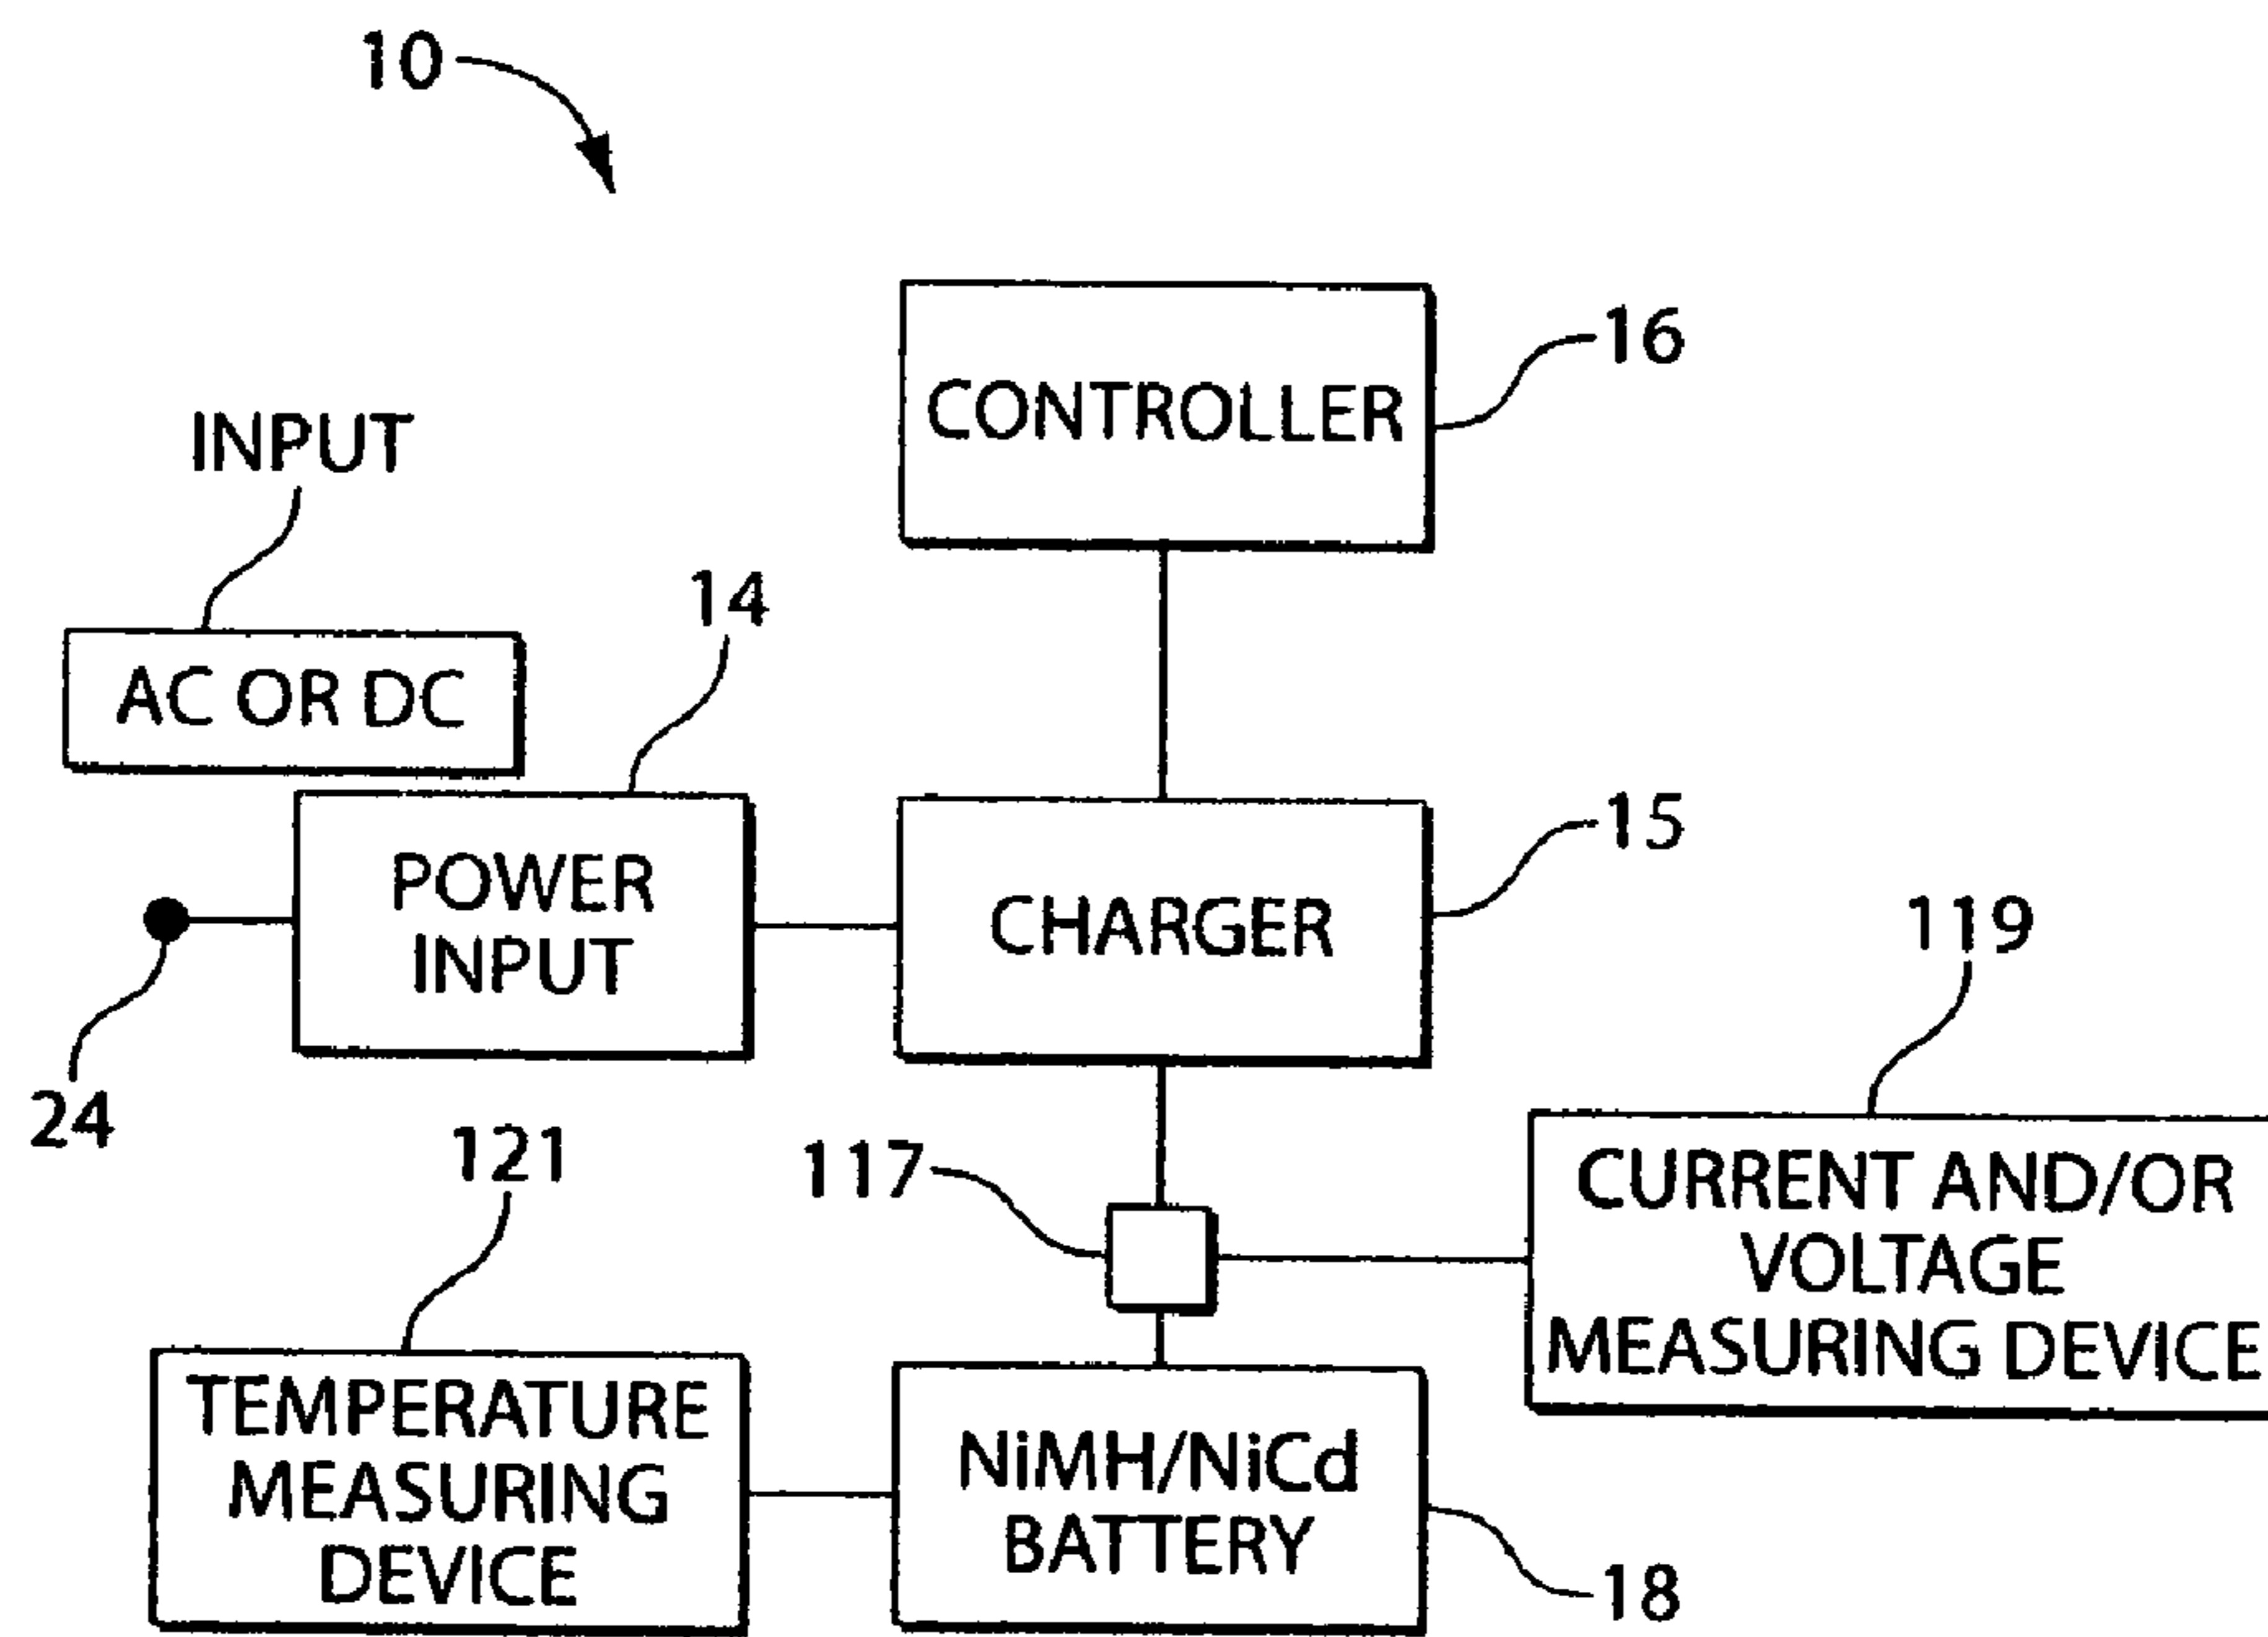 10
16
CONTROLLER
INPUT
14
AC OR DC
15
POWER
INPUT
CHARGER
119
24
121
117
CURRENT AND/OR
VOLTAGE
MEASURING DEVICE
TEMPERATURE
MEASURING
DEVICE
NiMH/NiCd
BATTERY
18